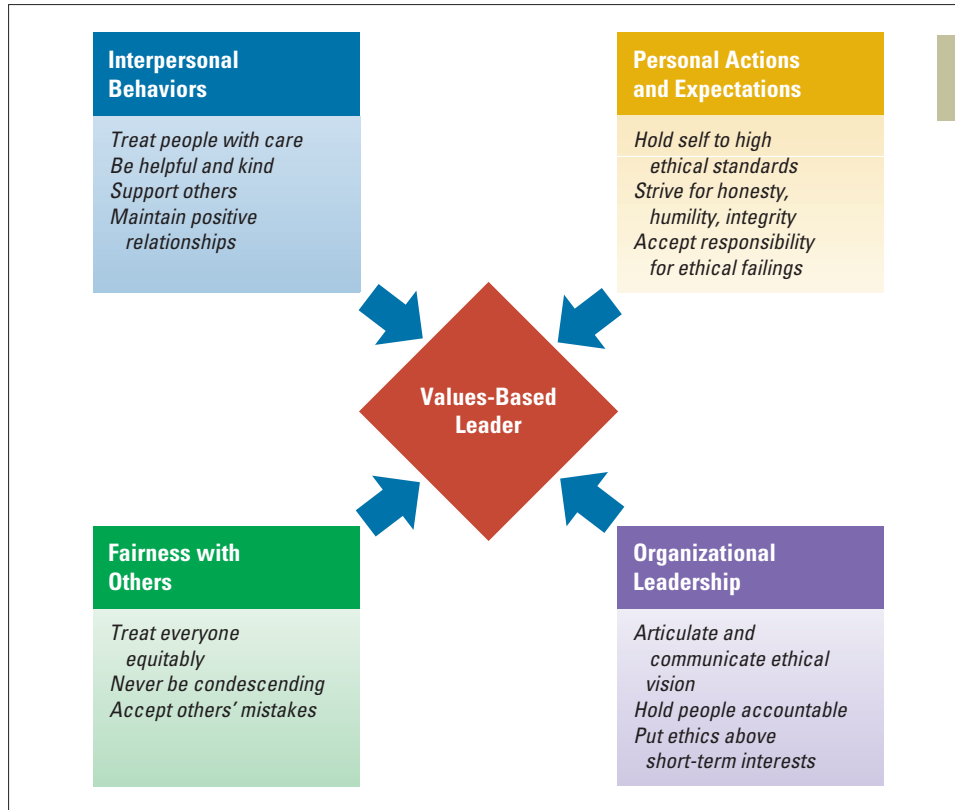 Interpersonal
Behaviors
Treat people with care
Be helpful and kind
Support others
Maintain positive
relationships
Personal Actions
and Expectations
Hold self to high
ethical standards
Strive for honesty,
humility, integrity
Accept responsibility
for ethical failings
Values-Based
Leader
Fairness with
Others
Treat everyone
equitably
Never be condescending
Accept others’ mistakes
Organizational
Leadership
Articulate and
communicate ethical
vision
Hold people accountable
Put ethics above
short-term interests